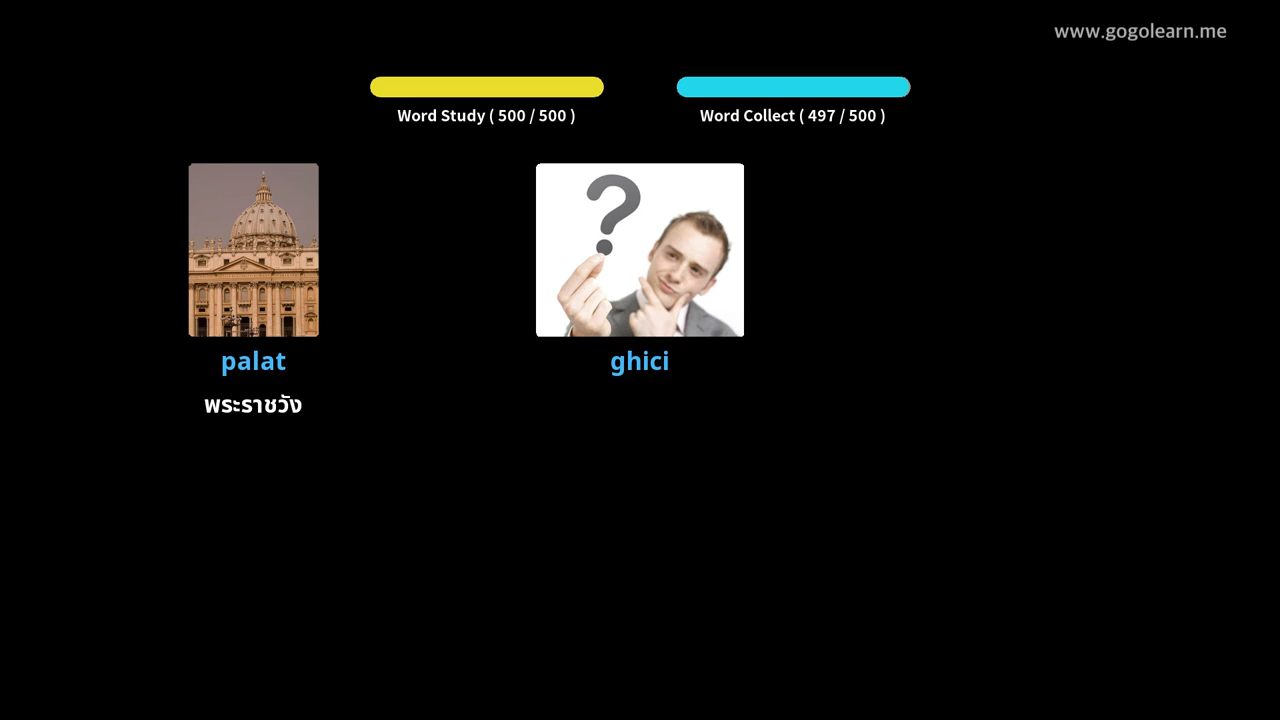 www.gogolearn.me
Word Study ( 500 / 500 )
Word Collect ( 497 / 500 )
palat
ghici
พระราชวัง